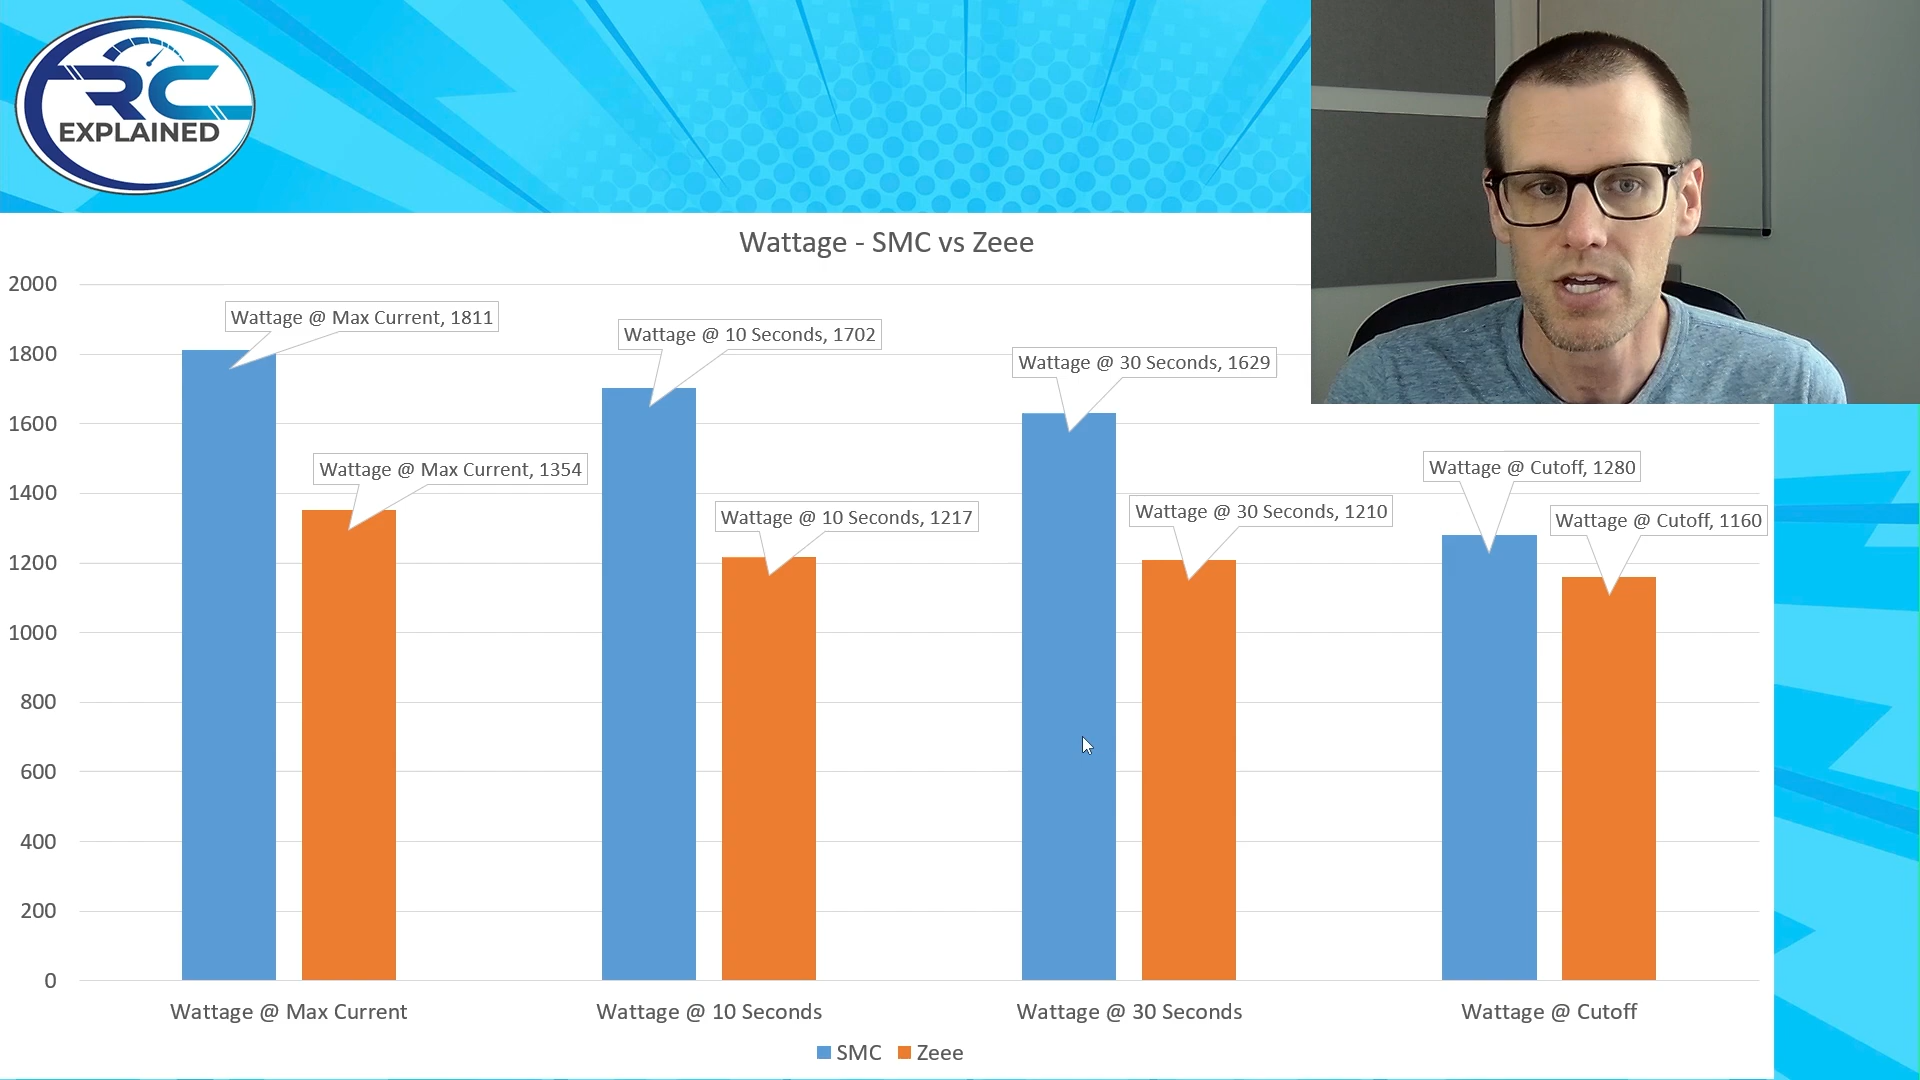 RC
EXPLAINED
Wattage - SMC vs Zeee
2000
1800
1600
1400
1200
1000
800
600
400
200
0
Wattage @ Max Current, 1811
Wattage @ Max Current, 1354
Wattage @ 10 Seconds, 1702
Wattage @ 10 Seconds, 1217
Wattage @ 30 Seconds, 1629
Wattage @ 30 Seconds, 1210
Wattage @ Cutoff, 1280
Wattage @ Cutoff, 1160
Wattage @ Max Current
Wattage @ 10 Seconds
Wattage @ 30 Seconds
Wattage @ Cutoff
SMC
Zeee